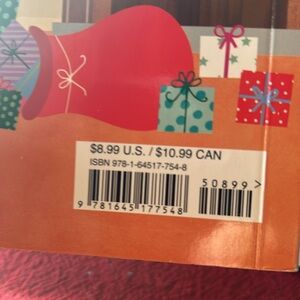 $8.99 U.S. / $10.99 CAN
ISBN 978-1-64517-754-8
50899 >
9 781645 177548